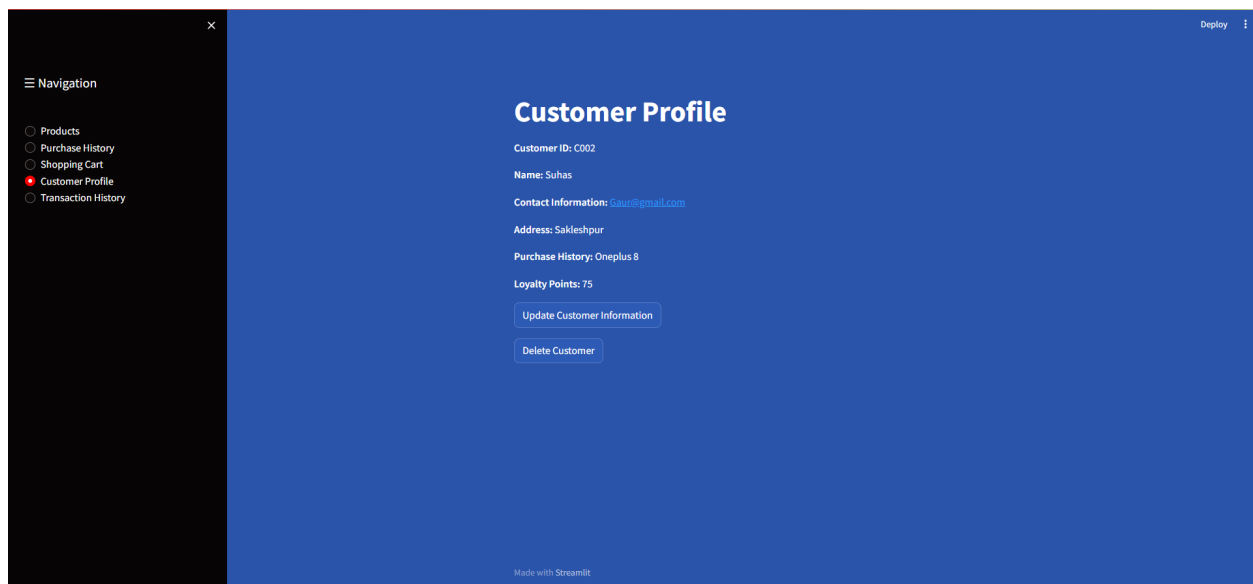 ×
Deploy
☰ Navigation
Products
Purchase History
Shopping Cart
Customer Profile
Transaction History
Customer Profile
Customer ID: C002
Name: Suhas
Contact Information: Gaur@gmail.com
Address: Sakleshpur
Purchase History: Oneplus 8
Loyalty Points: 75
Update Customer Information
Delete Customer
Made with Streamlit